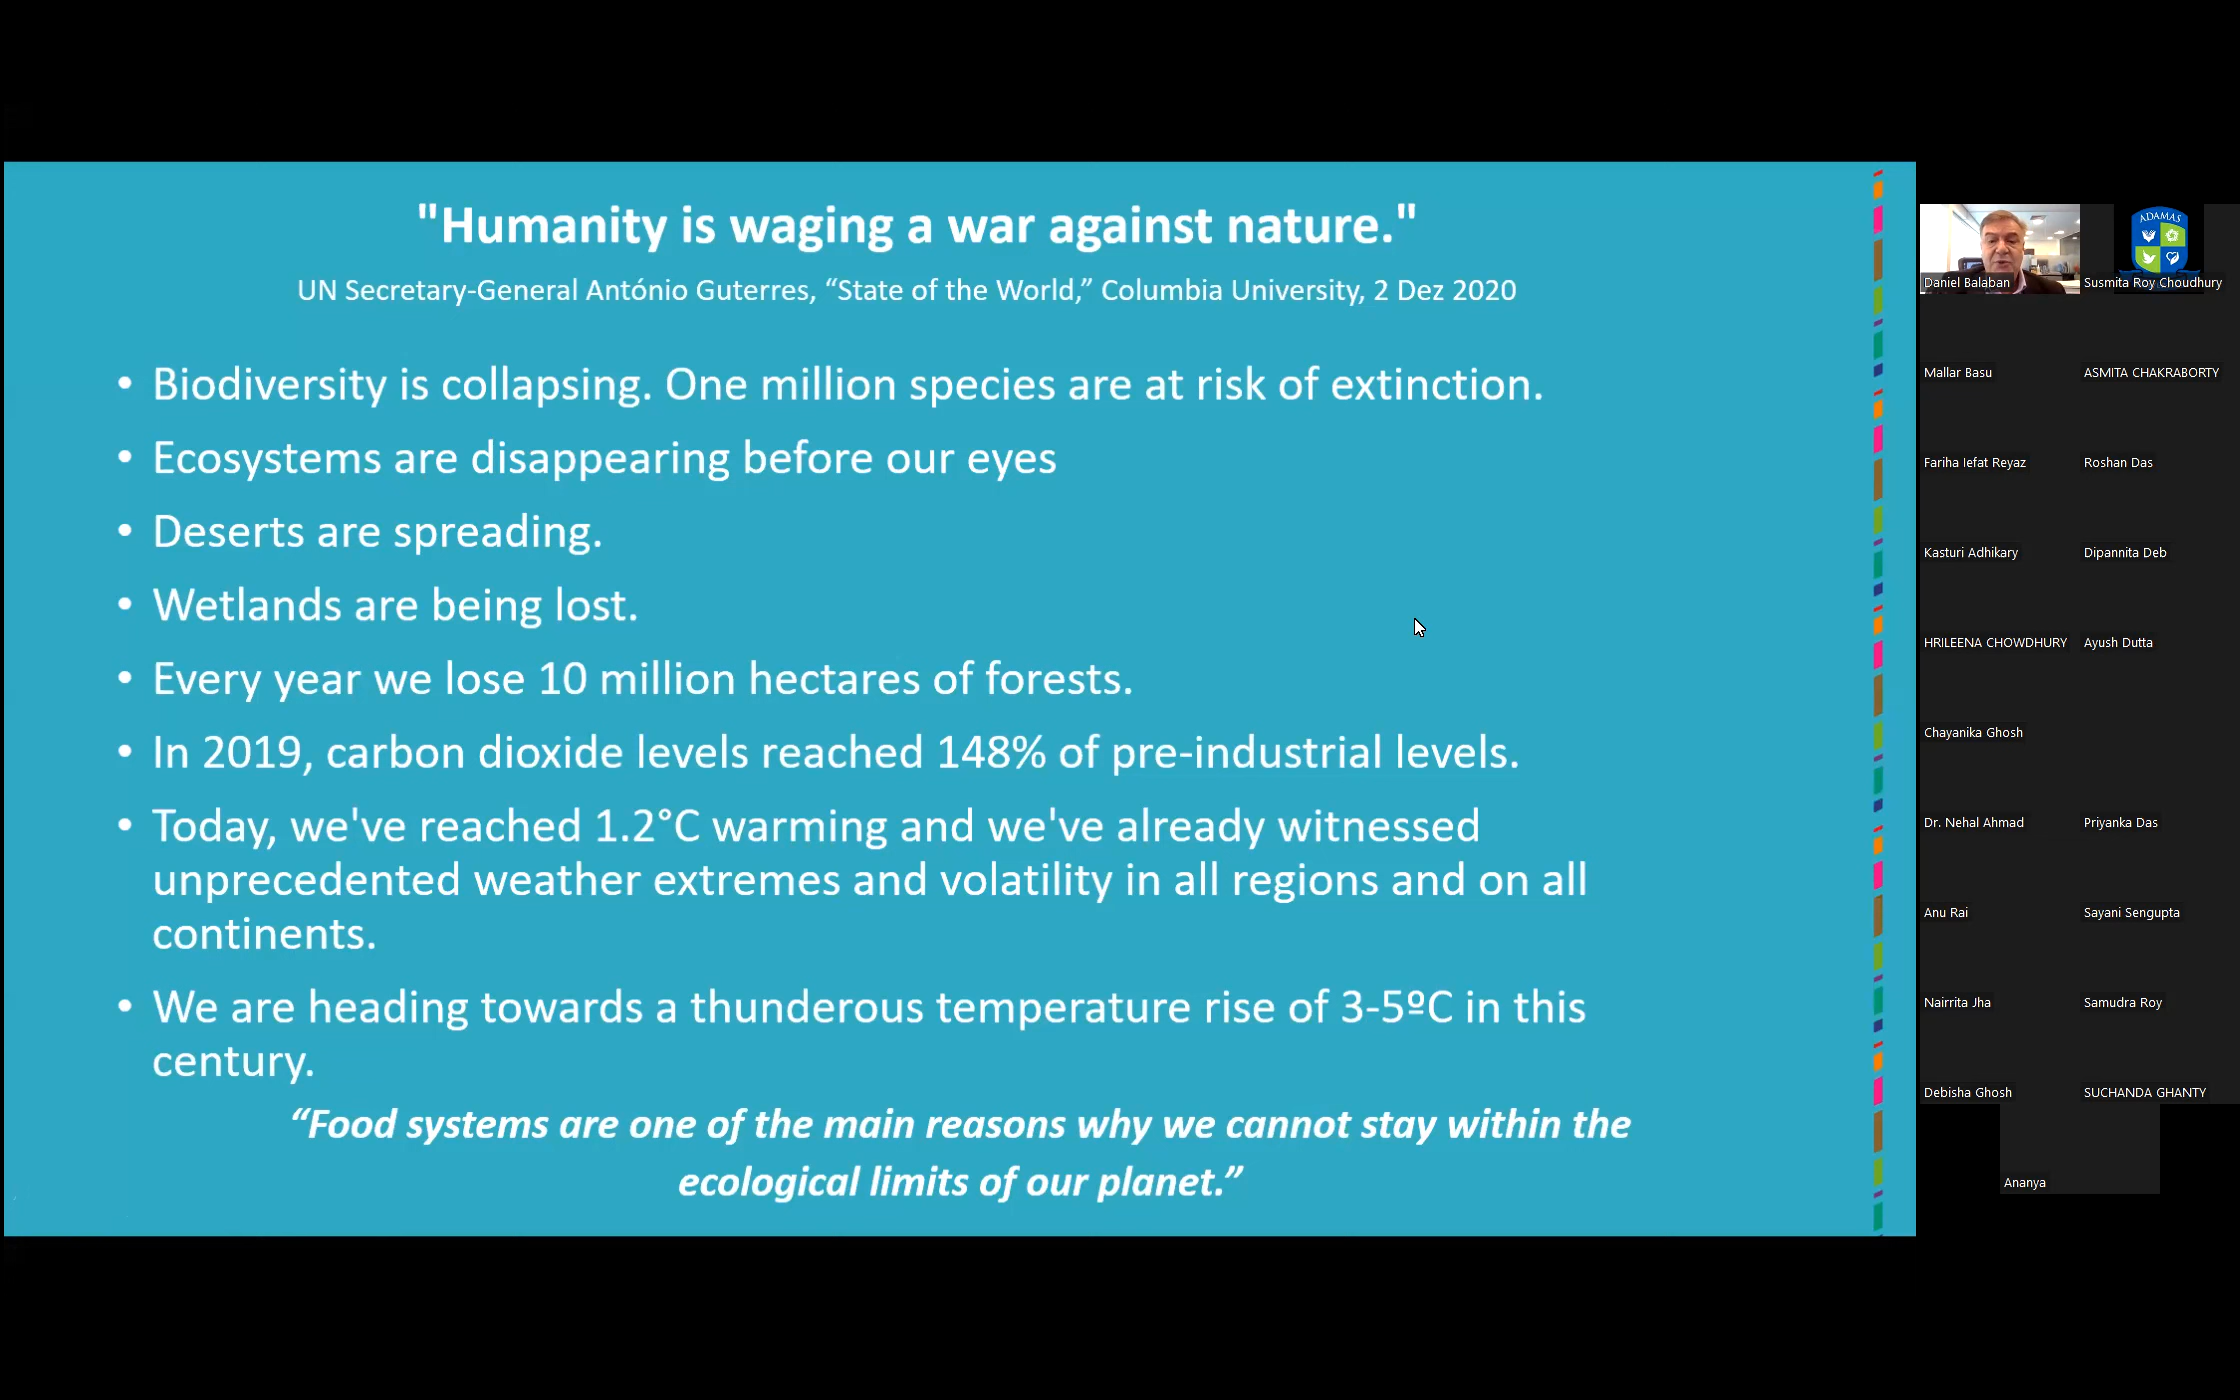 "Humanity is waging a war against nature."
UN Secretary-General António Guterres, “State of the World,” Columbia University, 2 Dez 2020
• Biodiversity is collapsing. One million species are at risk of extinction.
• Ecosystems are disappearing before our eyes
• Deserts are spreading.
• Wetlands are being lost.
• Every year we lose 10 million hectares of forests.
• In 2019, carbon dioxide levels reached 148% of pre-industrial levels.
• Today, we've reached 1.2°C warming and we've already witnessed
unprecedented weather extremes and volatility in all regions and on all
continents.
• We are heading towards a thunderous temperature rise of 3-5ºC in this
century.
“Food systems are one of the main reasons why we cannot stay within the
ecological limits of our planet.”
ADAMAS
Daniel Balaban
Susmita Roy Choudhury
Mallar Basu
ASMITA CHAKRABORTY
Fariha Iefat Reyaz
Roshan Das
Kasturi Adhikary
Dipannita Deb
HRILEENA CHOWDHURY
Ayush Dutta
Chayanika Ghosh
Dr. Nehal Ahmad
Priyanka Das
Anu Rai
Sayani Sengupta
Nairrita Jha
Samudra Roy
Debisha Ghosh
SUCHANDA GHANTY
Ananya